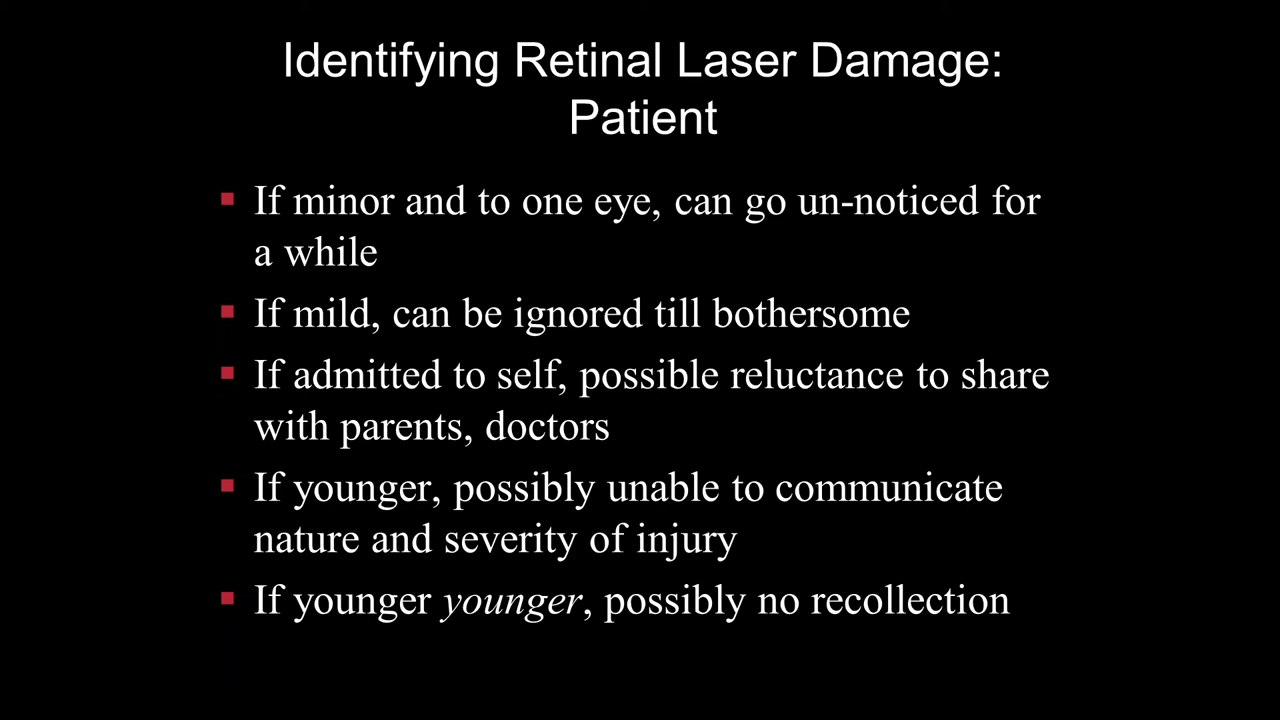 Identifying Retinal Laser Damage:
Patient
If minor and to one eye, can go un-noticed for
a while
If mild, can be ignored till bothersome
If admitted to self, possible reluctance to share
with parents, doctors
If younger, possibly unable to communicate
nature and severity of injury
If younger younger, possibly no recollection